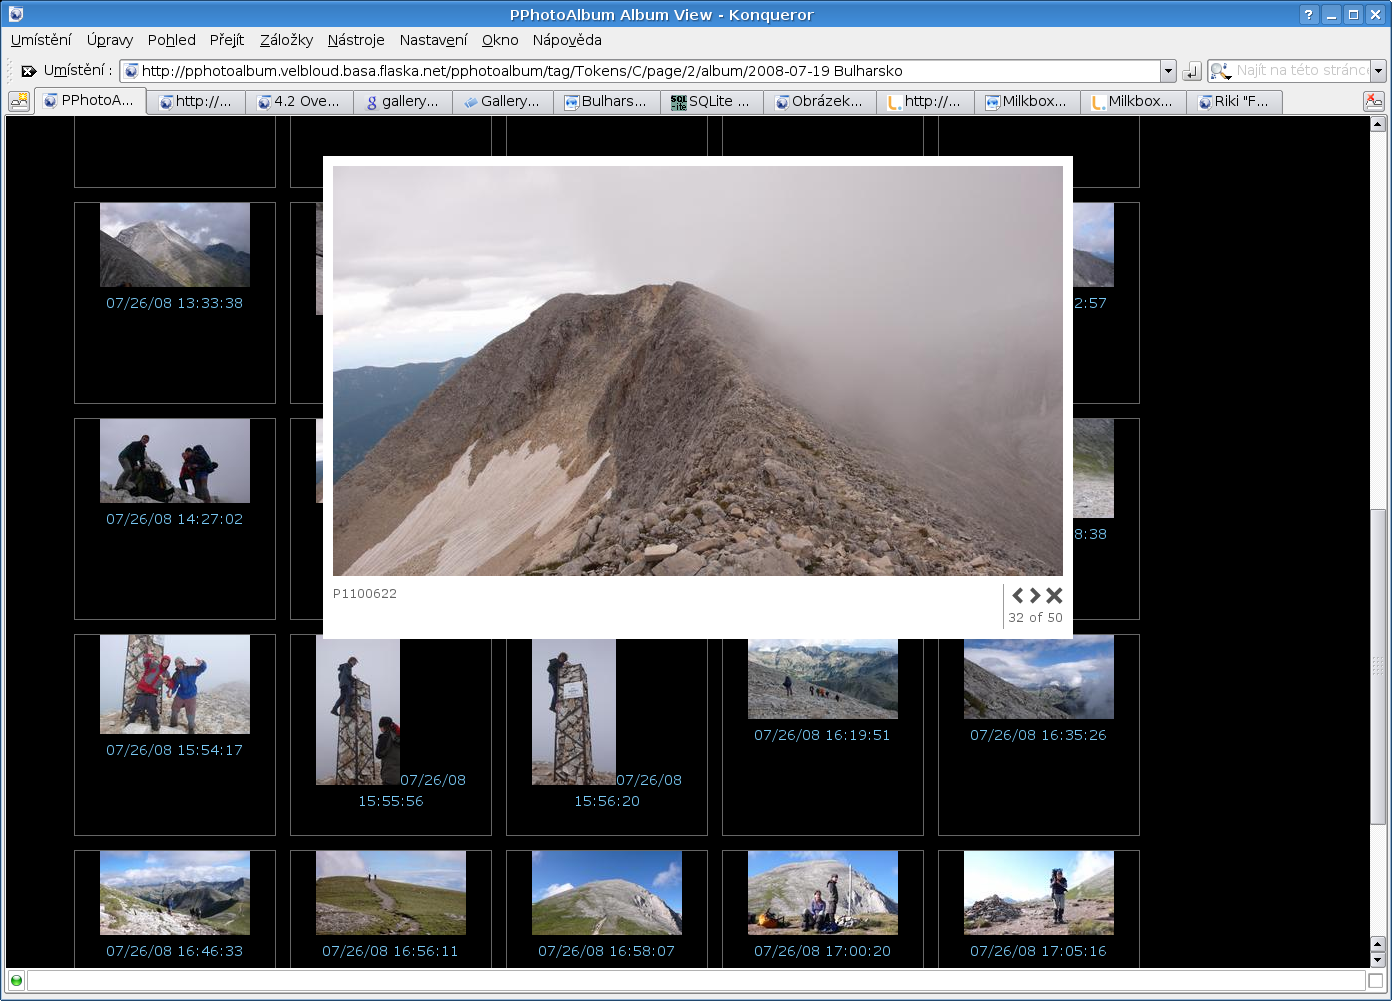 PPhotoAlbum Album View - Konqueror
Umístění Úpravy Pohled Přejít Záložky Nástroje Nastavení Okno Nápověda
Umístění : http://pphotoalbum.velbloud.basa.flaska.net/pphotoalbum/tag/Tokens/C/page/2/album/2008-07-19 Bulharsko Najít na této stránce
PPhotoA... http://... 4.2 Ove... gallery... Gallery... Bulhars... SQLite ... Obrázek... http://... Milkbox... Milkbox... Riki "F...
07/26/08 13:33:38 2:57
07/26/08 14:27:02 8:38
P1100622
32 of 50
07/26/08 15:54:17 07/26/08 15:55:56 07/26/08 15:56:20 07/26/08 16:19:51 07/26/08 16:35:26
07/26/08 16:46:33 07/26/08 16:56:11 07/26/08 16:58:07 07/26/08 17:00:20 07/26/08 17:05:16